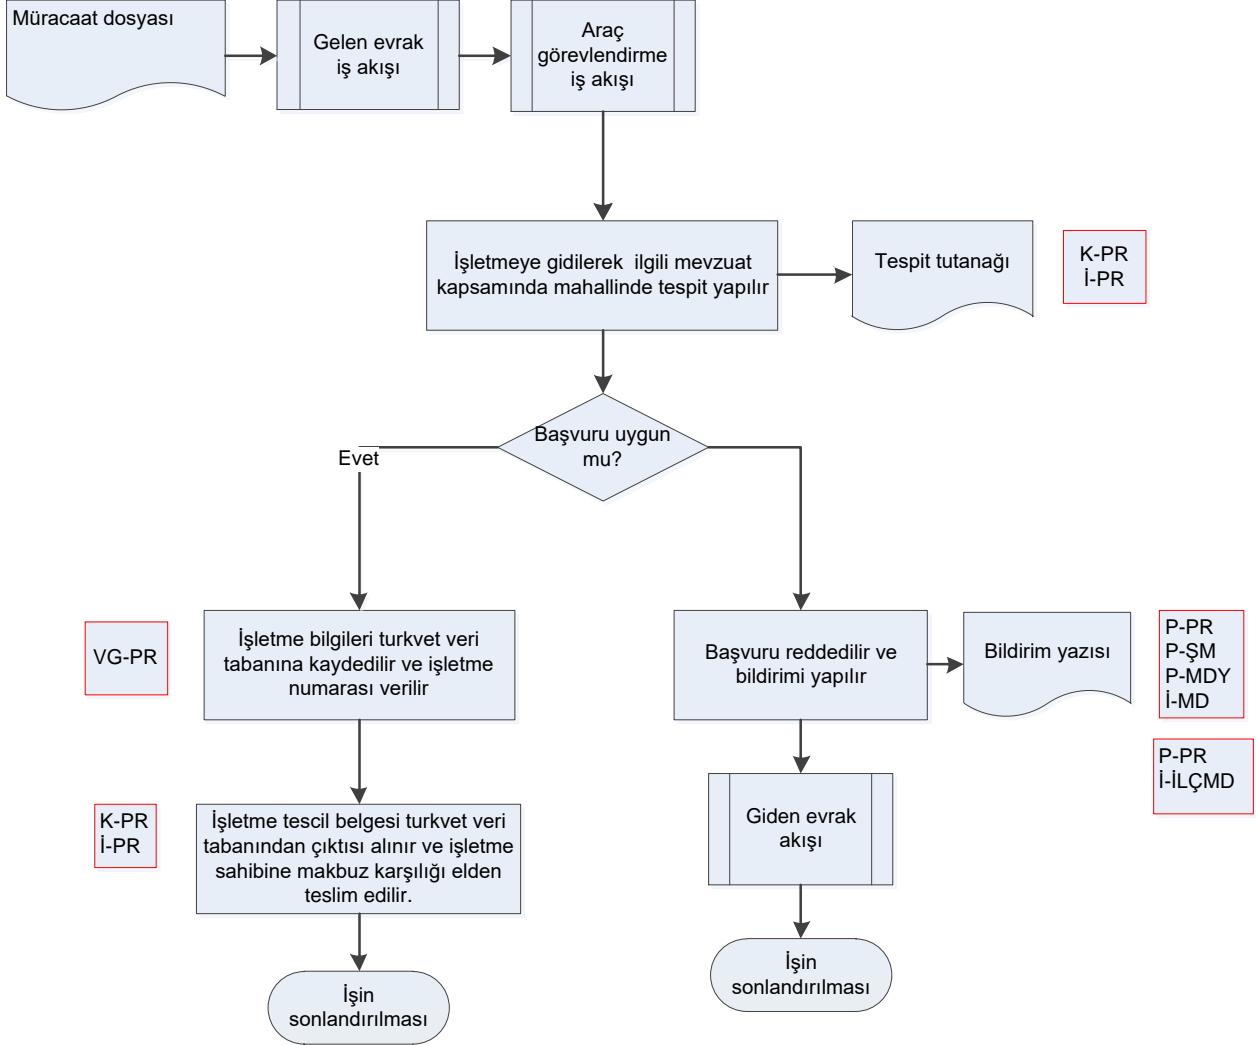 Müracaat dosyası
Gelen evrak
iş akışı
Araç
görevlendirme
iş akışı
İşletmeye gidilerek  ilgili mevzuat
kapsamında mahallinde tespit yapılır
Tespit tutanağı
K-PR
İ-PR
Başvuru uygun
mu?
Evet
VG-PR
İşletme bilgileri turkvet veri
tabanına kaydedilir ve işletme
numarası verilir
Başvuru reddedilir ve
bildirimi yapılır
Bildirim yazısı
P-PR
P-ŞM
P-MDY
İ-MD
P-PR
İ-İLÇMD
K-PR
İ-PR
İşletme tescil belgesi turkvet veri
tabanından çıktısı alınır ve işletme
sahibine makbuz karşılığı elden
teslim edilir.
Giden evrak
akışı
İşin
sonlandırılması
İşin
sonlandırılması